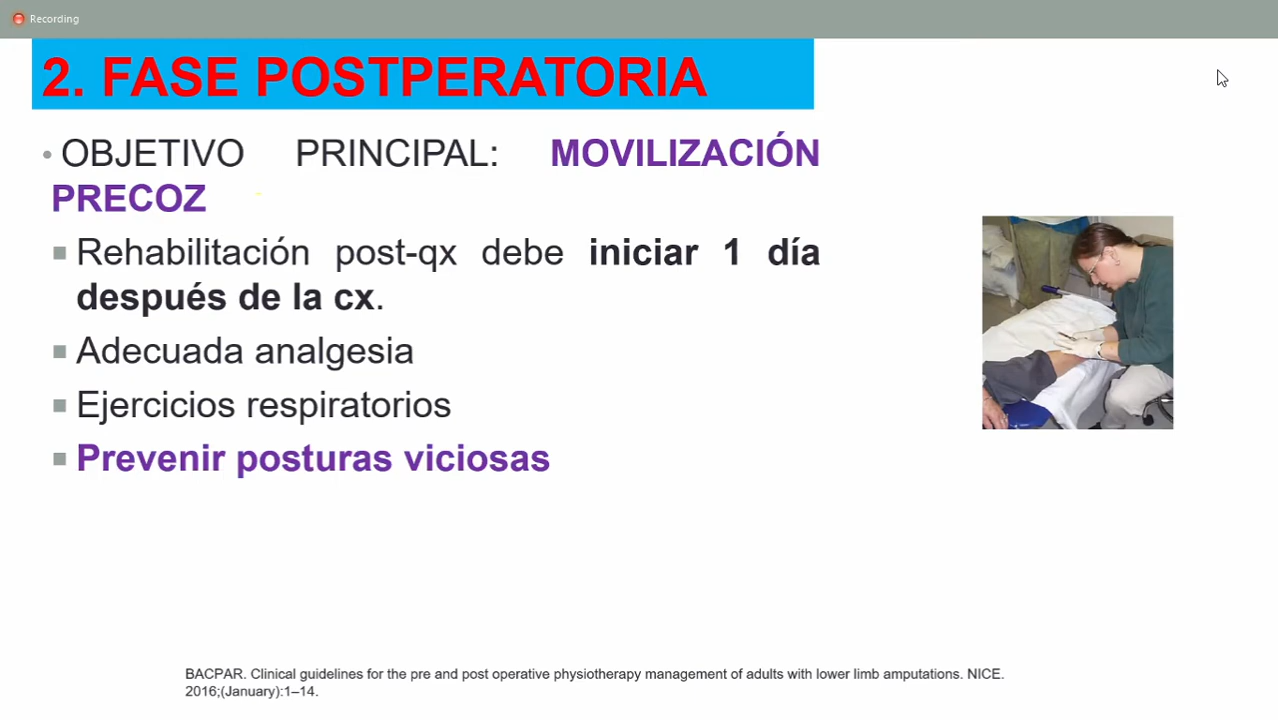 Recording
2. FASE POSTPERATORIA
• OBJETIVO PRINCIPAL: MOVILIZACIÓN
PRECOZ
▪ Rehabilitación post-qx debe iniciar 1 día
después de la cx.
▪ Adecuada analgesia
▪ Ejercicios respiratorios
▪ Prevenir posturas viciosas
BACPAR. Clinical guidelines for the pre and post operative physiotherapy management of adults with lower limb amputations. NICE.
2016;(January):1–14.